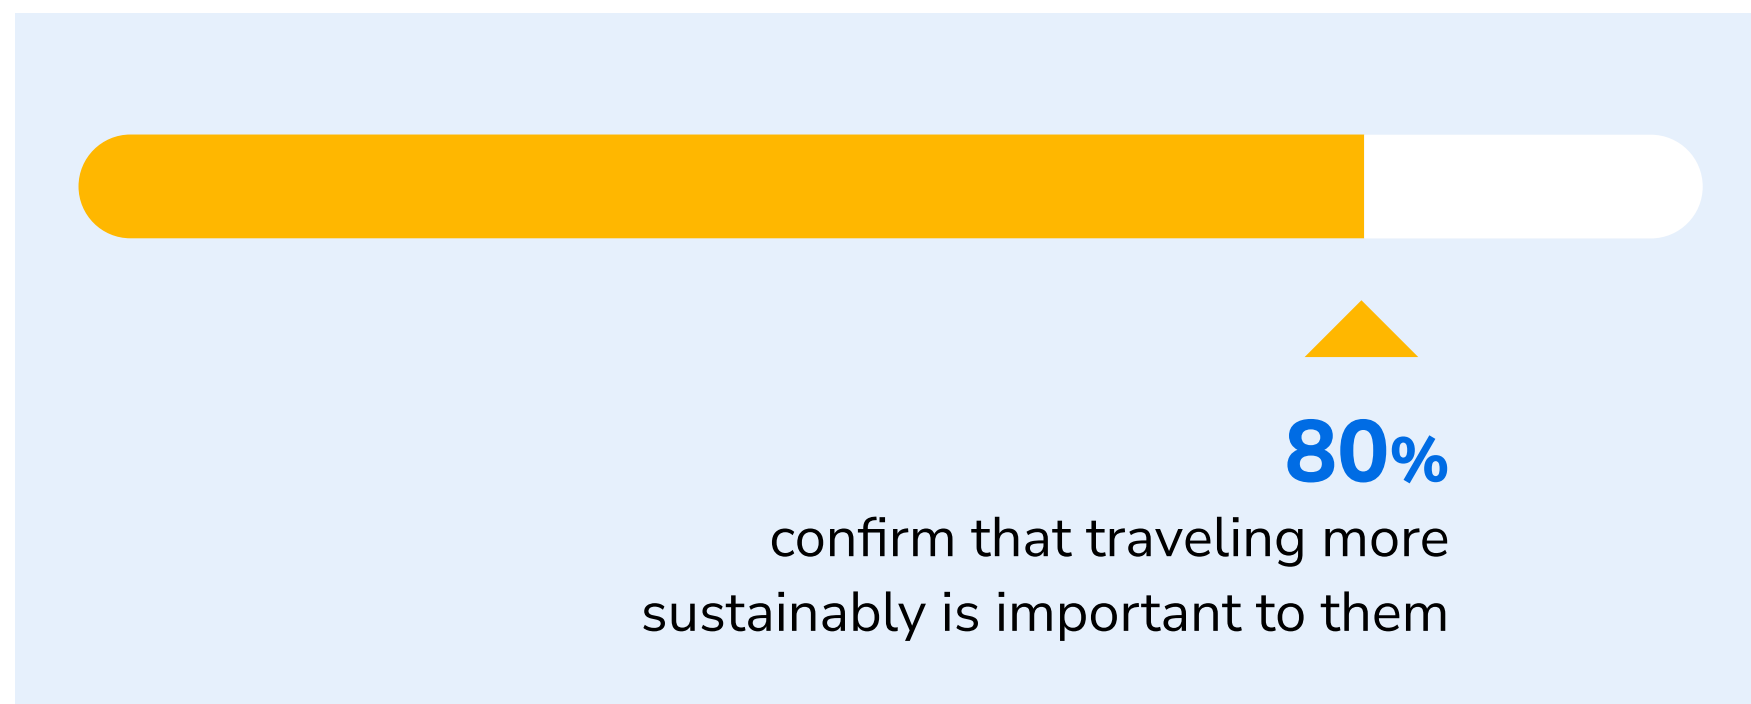 80%
confirm that traveling more
sustainably is important to them